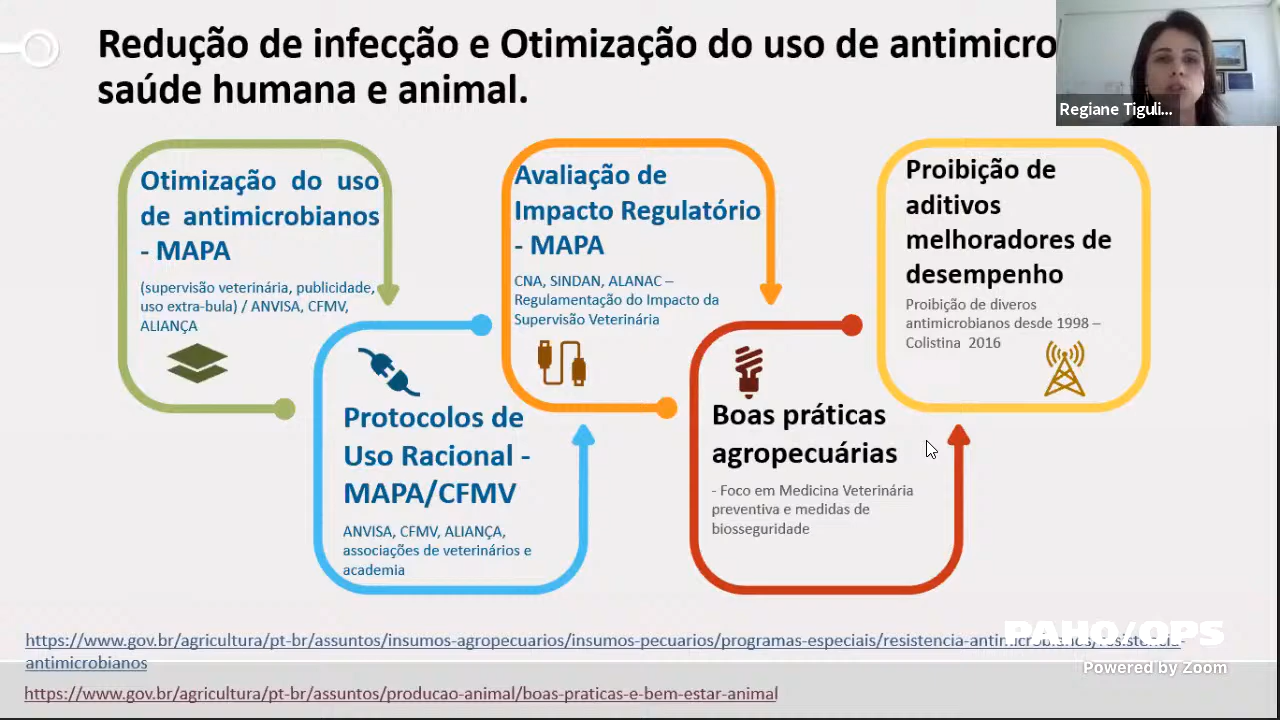 Redução de infecção e Otimização do uso de antimicro
saúde humana e animal.
Regiane Tiguli...
Otimização do uso
de antimicrobianos
- MAPA
(supervisão veterinária, publicidade,
uso extra-bula) / ANVISA, CFMV,
ALIANÇA
Protocolos de
Uso Racional -
MAPA/CFMV
ANVISA, CFMV, ALIANÇA,
associações de veterinários e
academia
Avaliação de
Impacto Regulatório
- MAPA
CNA, SINDAN, ALANAC –
Regulamentação do Impacto da
Supervisão Veterinária
Boas práticas
agropecuárias
- Foco em Medicina Veterinária
preventiva e medidas de
biosseguridade
Proibição de
aditivos
melhoradores de
desempenho
Proibição de diveros
antimicrobianos desde 1998 –
Colistina 2016
https://www.gov.br/agricultura/pt-br/assuntos/insumos-agropecuarios/insumos-pecuarios/programas-especiais/resistencia-antimicrobianos/resistencia-
antimicrobianos
https://www.gov.br/agricultura/pt-br/assuntos/producao-animal/boas-praticas-e-bem-estar-animal
PAHO/OPS
Powered by Zoom